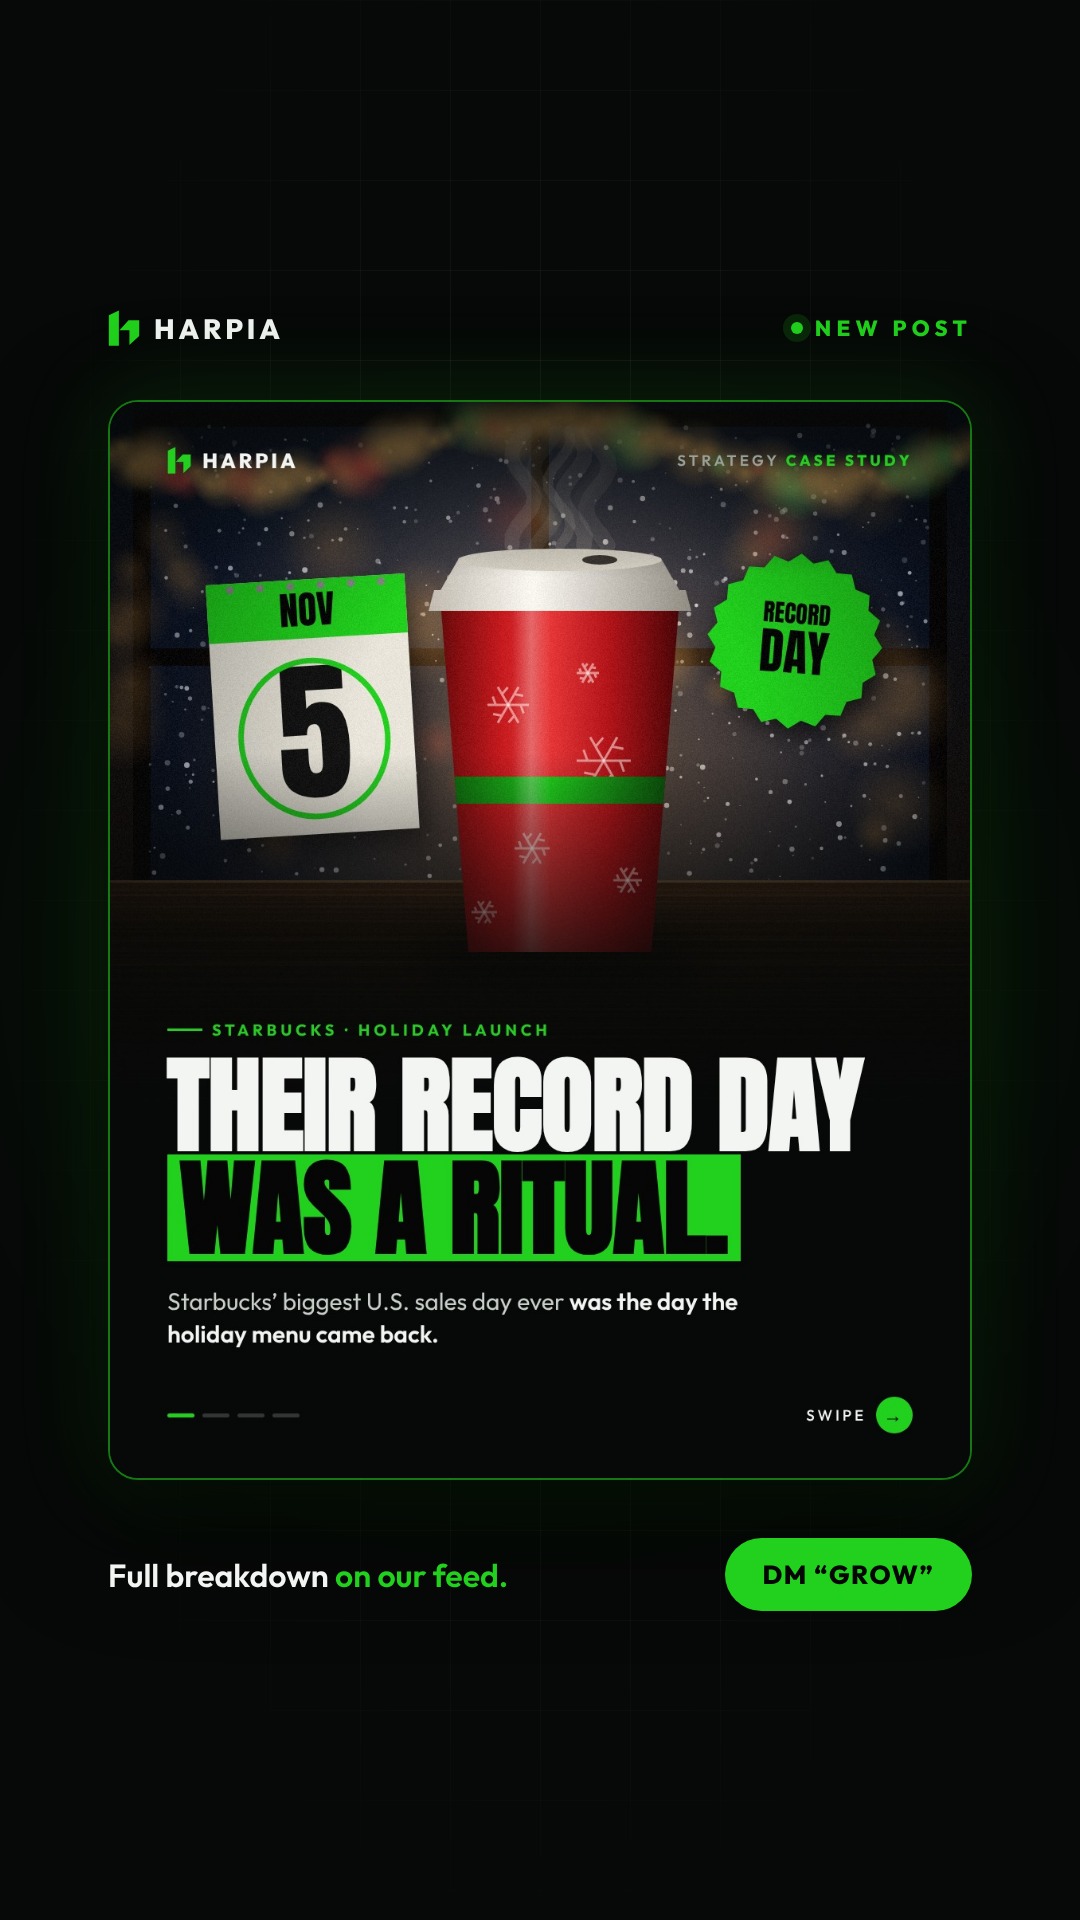 HARPIA
NEW POST
HARPIA
STRATEGY CASE STUDY
NOV
5
RECORD
DAY
STARBUCKS · HOLIDAY LAUNCH
THEIR RECORD DAY
WAS A RITUAL.
Starbucks’ biggest U.S. sales day ever was the day the
holiday menu came back.
SWIPE →
Full breakdown on our feed.
DM “GROW”